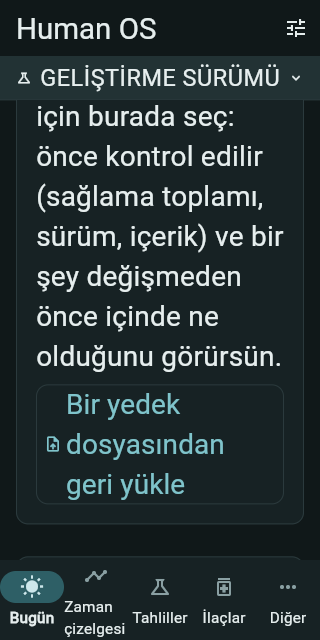 Human OS
GELİŞTİRME SÜRÜMÜ
için burada seç:
önce kontrol edilir
(sağlama toplamı,
sürüm, içerik) ve bir
şey değişmeden
önce içinde ne
olduğunu görürsün.
Bir yedek
dosyasından
geri yükle
Bugün
Zaman
çizelgesi
Tahliller
İlaçlar
Diğer